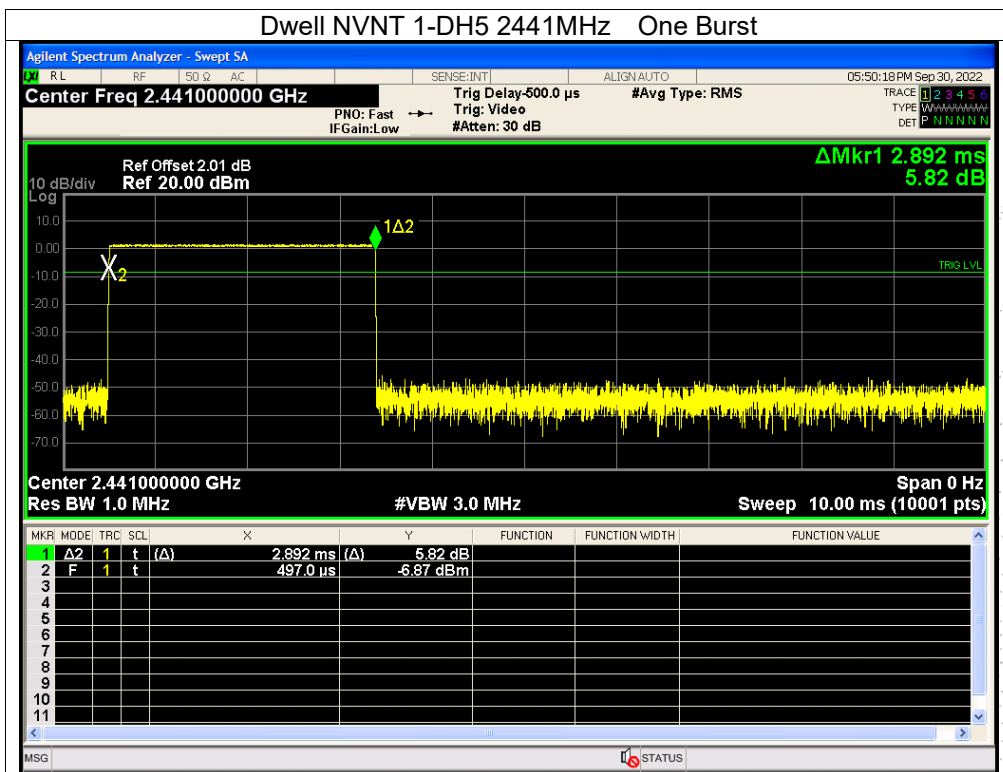 Dwell NVNT 1-DH5 2441MHz One Burst
Agilent Spectrum Analyzer - Swept SA
LXI RL RF 50 Ω AC SENSE:INT ALIGN AUTO 05:50:18 PM Sep 30, 2022
Center Freq 2.441000000 GHz Trig Delay-500.0 µs #Avg Type: RMS TRACE 1 2 3 4 5 6
PNO: Fast Trig: Video TYPE WWWWWW
IFGain:Low #Atten: 30 dB DET P N N N N N
ΔMkr1 2.892 ms
5.82 dB
Ref Offset 2.01 dB
10 dB/div Ref 20.00 dBm
Log
10.0
1Δ2
0.00
2
TRIG LVL
-10.0
-20.0
-30.0
-40.0
-50.0
-60.0
-70.0
Center 2.441000000 GHz Span 0 Hz
Res BW 1.0 MHz #VBW 3.0 MHz Sweep 10.00 ms (10001 pts)
MKR MODE TRC SCL X Y FUNCTION FUNCTION WIDTH FUNCTION VALUE
1 Δ2 1 t (Δ) 2.892 ms (Δ) 5.82 dB
2 F 1 t 497.0 µs -6.87 dBm
3
4
5
6
7
8
9
10
11
MSG STATUS